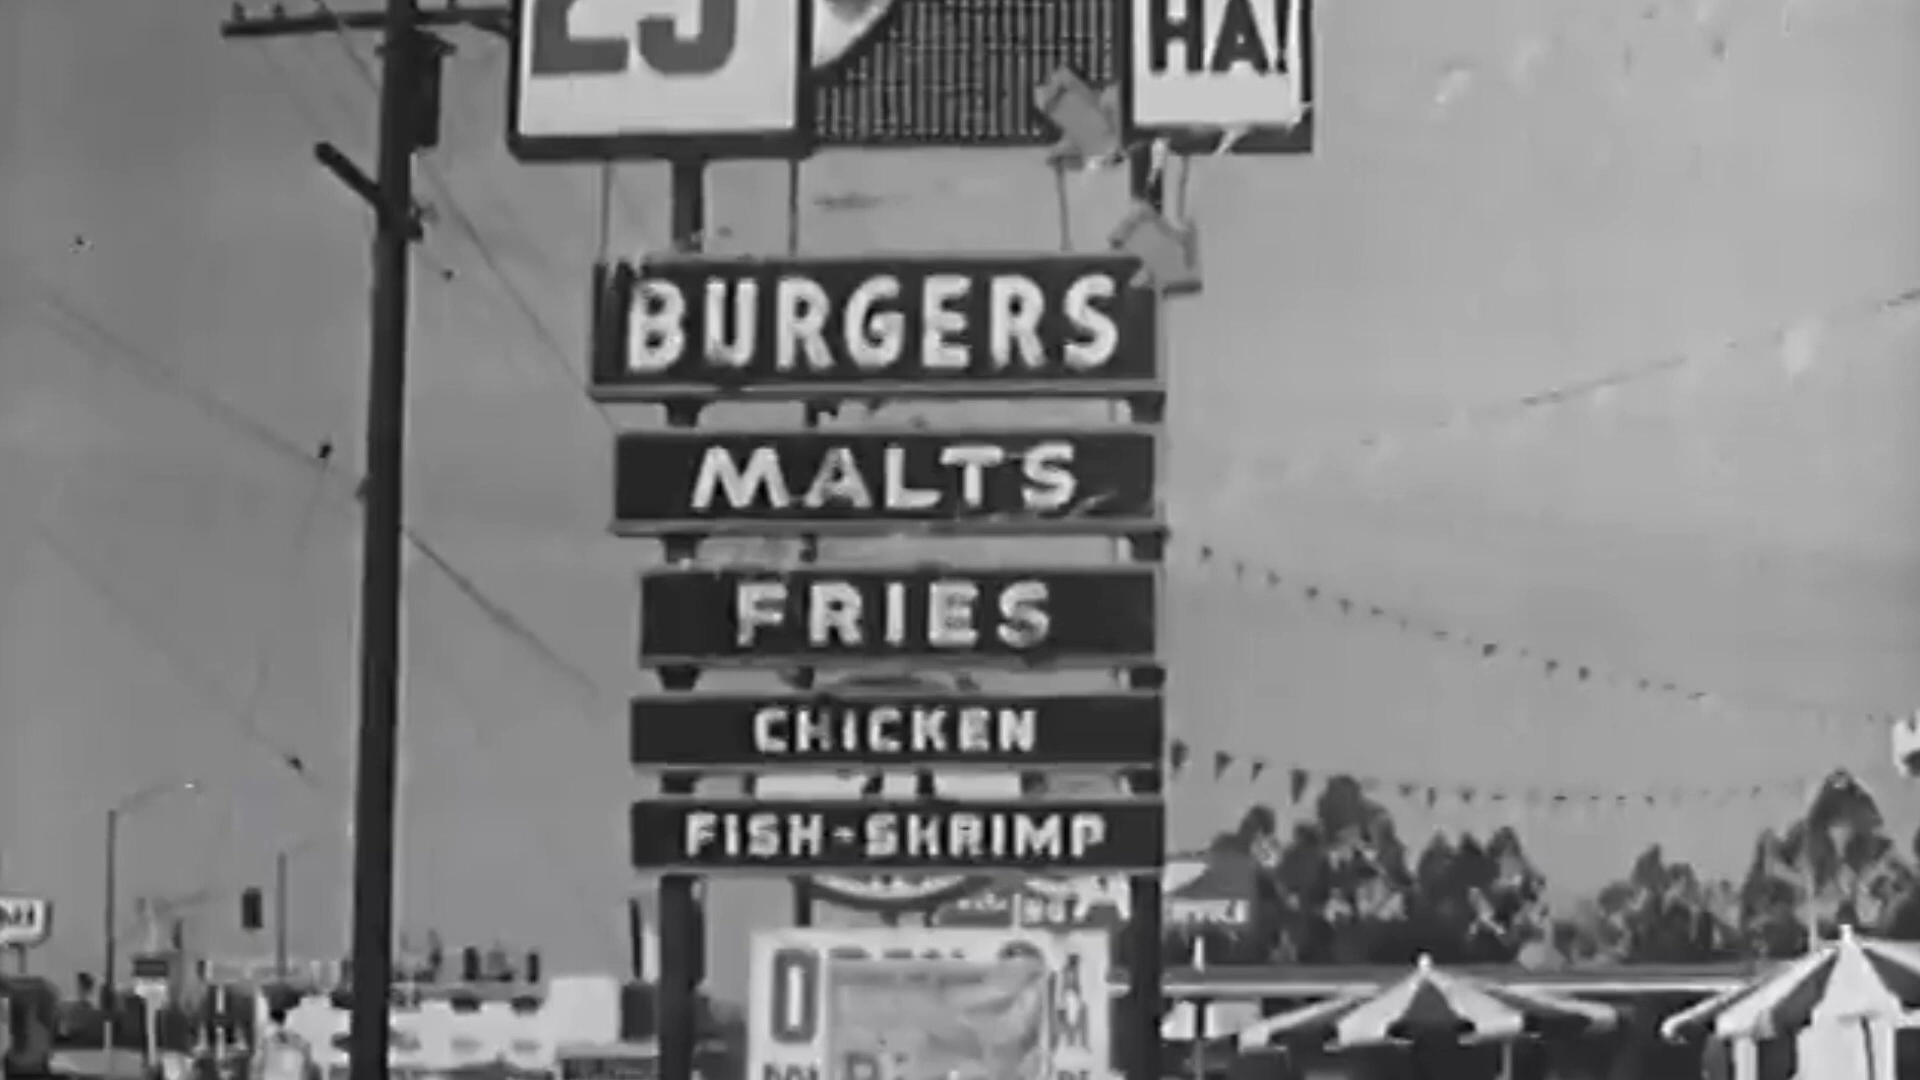 25
HA
BURGERS
MALTS
FRIES
CHICKEN
FISH-SHRIMP